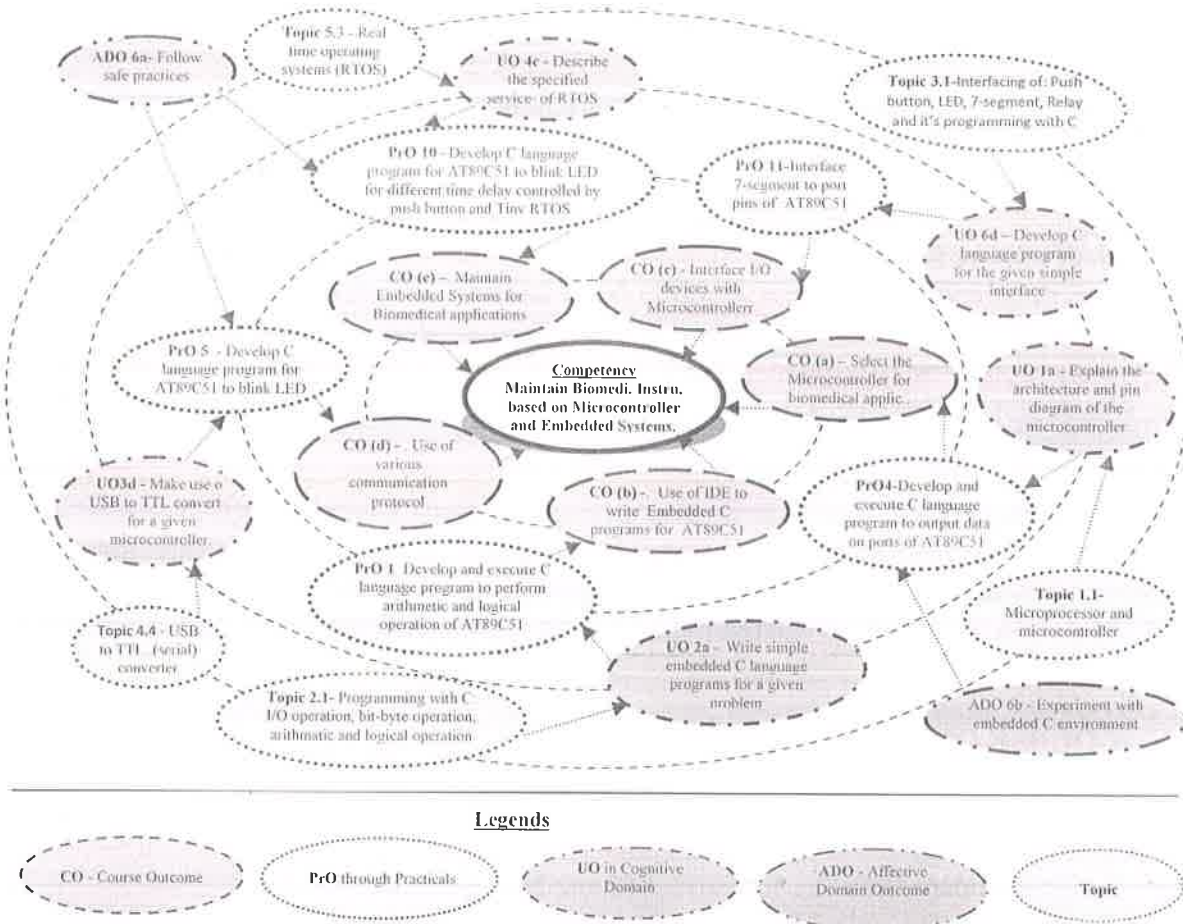 ADO 6a- Follow
safe practices
Topic 5.3 - Real
time operating
systems (RTOS)
UO 4c - Describe
the specified
service of RTOS
Topic 3.1-Interfacing of: Push
button, LED, 7-segment, Relay
and it's programming with C
PrO 10 - Develop C language
program for AT89C51 to blink LED
for different time delay controlled by
push button and Tiny RTOS
PrO 11-Interface
7-segment to port
pins of AT89C51
UO 6d – Develop C
language program
for the given simple
interface
CO (e) – Maintain
Embedded Systems for
Biomedical applications
CO (c) - Interface I/O
devices with
Microcontrollerr
PrO 5 - Develop C
language program for
AT89C51 to blink LED
Competency
Maintain Biomedi. Instru.
based on Microcontroller
and Embedded Systems.
CO (a) – Select the
Microcontroller for
biomedical applic..
UO 1a - Explain the
architecture and pin
diagram of the
microcontroller
CO (d) – . Use of
various
communication
protocol
CO (b) –. Use of IDE to
write Embedded C
programs for AT89C51
PrO4-Develop and
execute C language
program to output data
on ports of AT89C51
UO3d - Make use o
USB to TTL convert
for a given
microcontroller.
PrO 1 Develop and execute C
language program to perform
arithmetic and logical
operation of AT89C51
Topic 1.1-
Microprocessor and
microcontroller
Topic 4.4 - USB
to TTL (serial)
converter
UO 2a - Write simple
embedded C language
programs for a given
problem
Topic 2.1- Programming with C
I/O operation, bit-byte operation,
arithmatic and logical operation
ADO 6b - Experiment with
embedded C environment
Legends
CO - Course Outcome
PrO through Practicals
UO in Cognitive
Domain
ADO - Affective
Domain Outcome
Topic